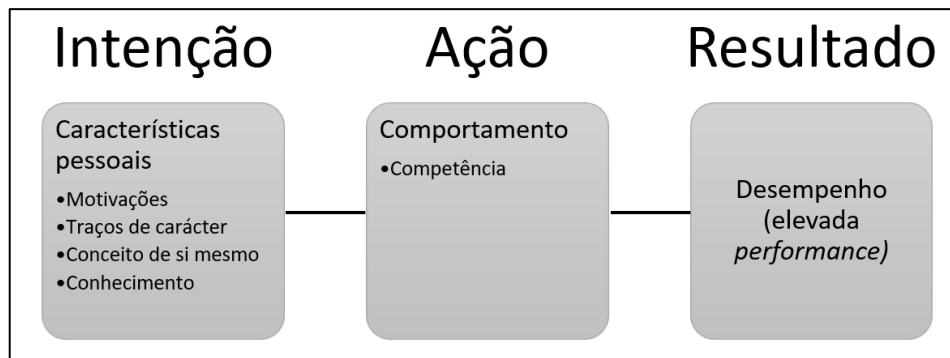 Intenção
Ação
Resultado
Características
pessoais
•Motivações
•Traços de carácter
•Conceito de si mesmo
•Conhecimento
Comportamento
•Competência
Desempenho
(elevada
performance)